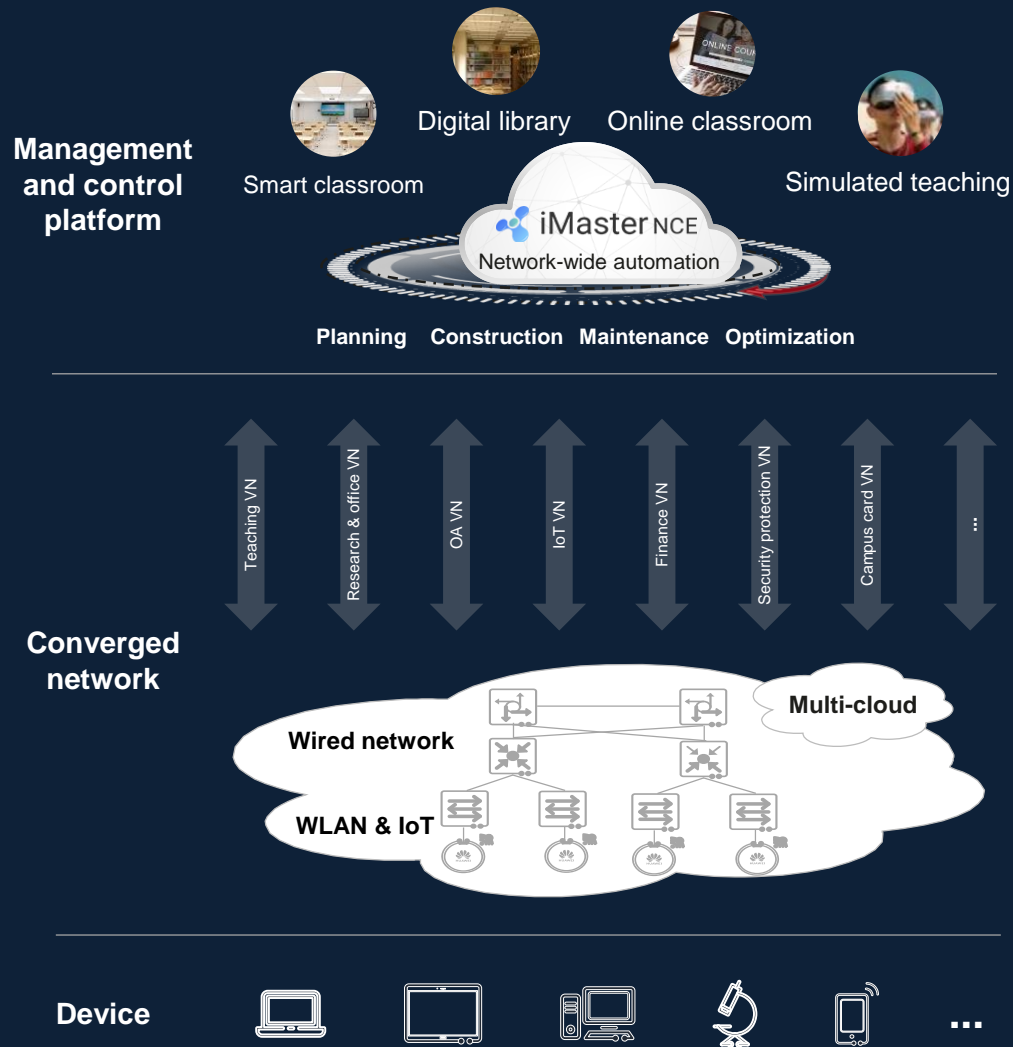 ONLINE COUR
Digital library
Online classroom
Smart classroom
Simulated teaching
Management
and control
platform
iMaster NCE
Network-wide automation
Planning Construction Maintenance Optimization
Teaching VN
Research & office VN
OA VN
IoT VN
Finance VN
Security protection VN
Campus card VN
...
Converged
network
Multi-cloud
Wired network
WLAN & IoT
Device
...